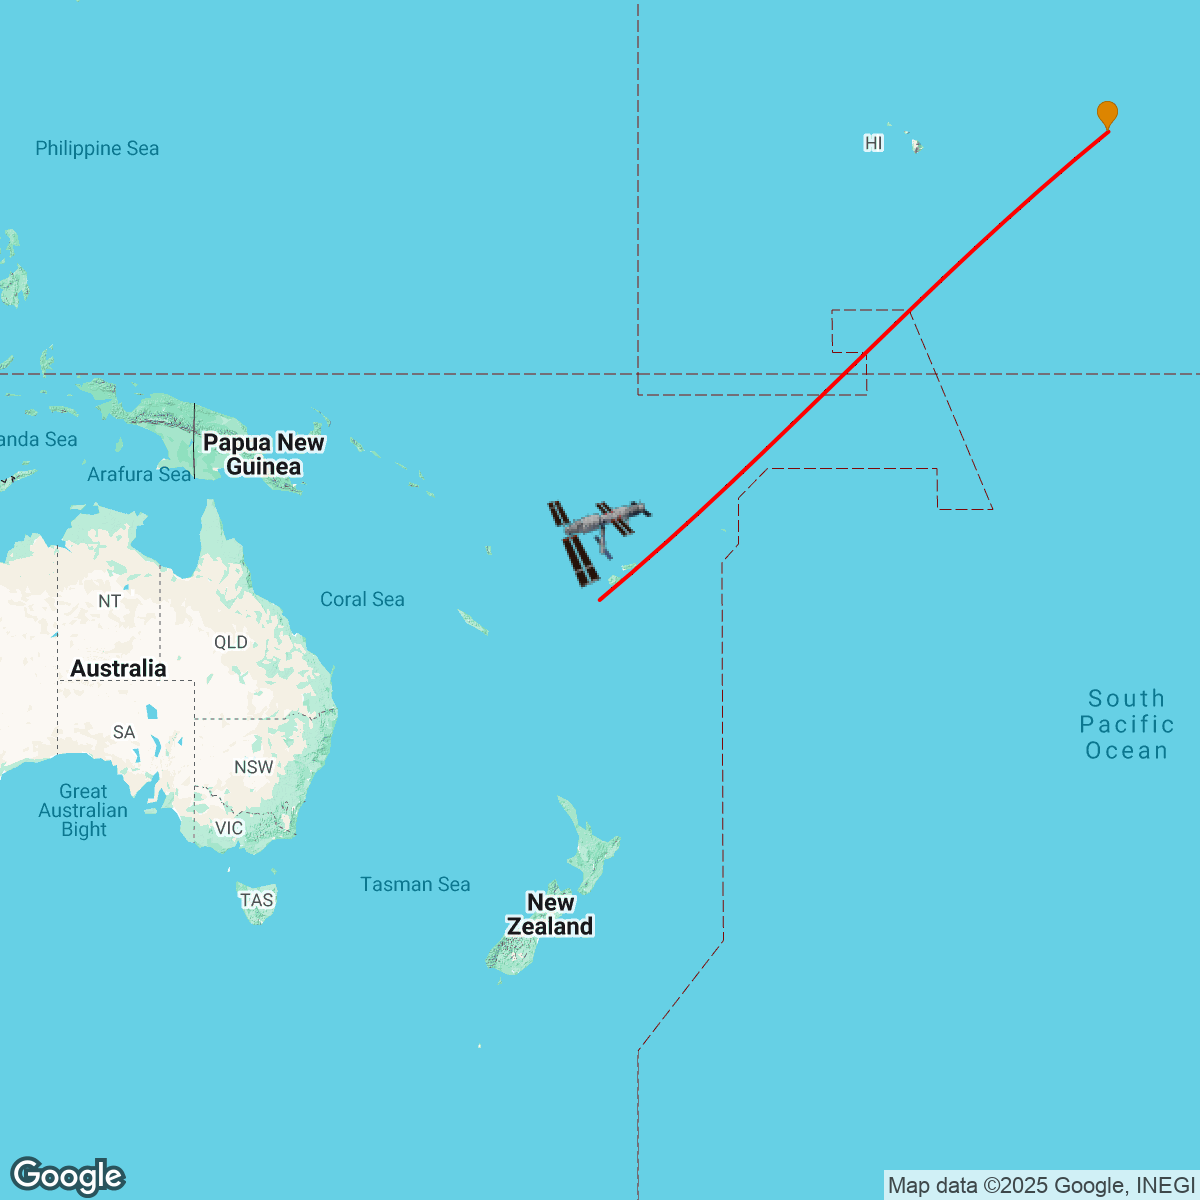 HI
Philippine Sea
anda Sea
Papua New
Guinea
Arafura Sea
NT
Coral Sea
QLD
Australia
SA
South
Pacific
Ocean
NSW
Great
Australian
Bight
VIC
TAS
Tasman Sea
New
Zealand
Google
Map data ©2025 Google, INEGI